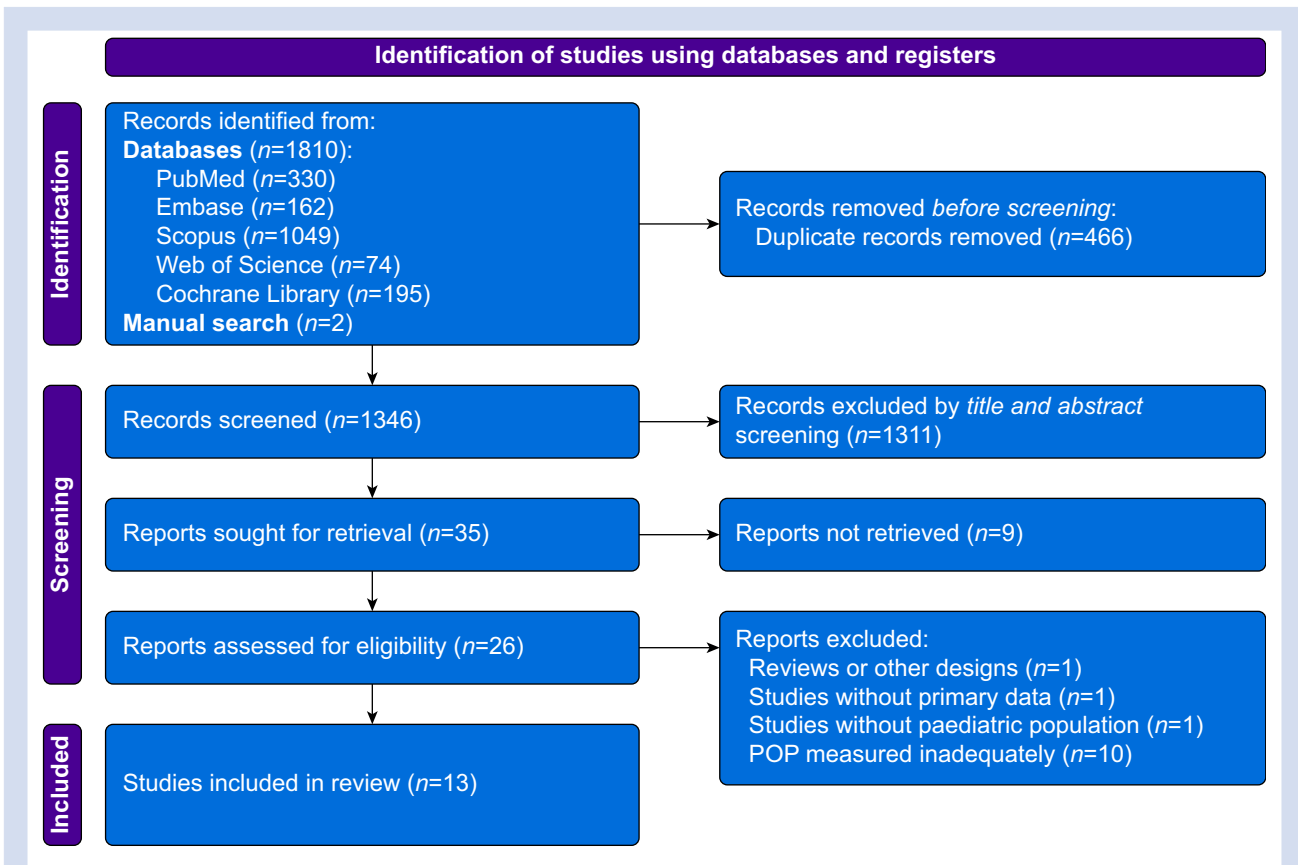 Identification of studies using databases and registers
Identification
Records identified from:
Databases (n=1810):
PubMed (n=330)
Embase (n=162)
Scopus (n=1049)
Web of Science (n=74)
Cochrane Library (n=195)
Manual search (n=2)
Records removed before screening:
Duplicate records removed (n=466)
Screening
Records screened (n=1346)
Records excluded by title and abstract
screening (n=1311)
Reports sought for retrieval (n=35)
Reports not retrieved (n=9)
Reports assessed for eligibility (n=26)
Reports excluded:
Reviews or other designs (n=1)
Studies without primary data (n=1)
Studies without paediatric population (n=1)
POP measured inadequately (n=10)
Included
Studies included in review (n=13)